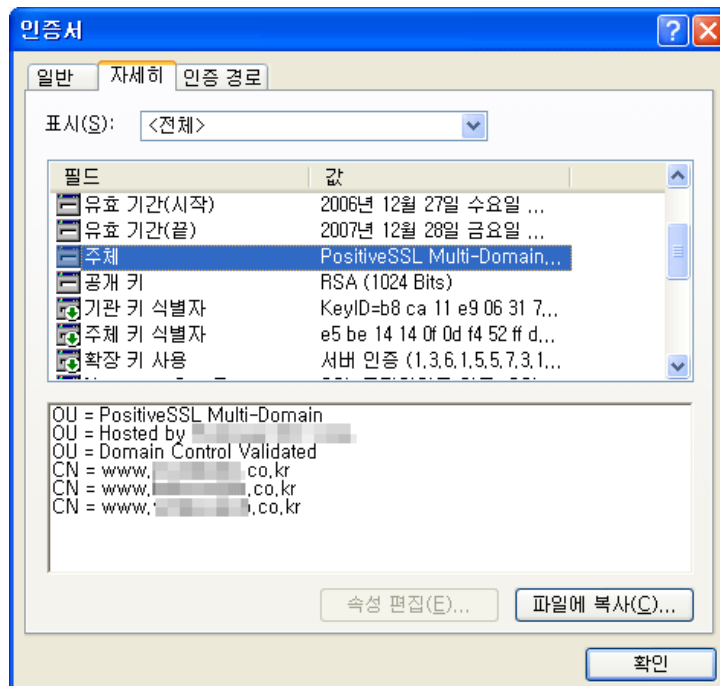 인증서
일반 자세히 인증 경로
표시(S): <전체>
필드 값
유효 기간(시작) 2006년 12월 27일 수요일 ...
유효 기간(끝) 2007년 12월 28일 금요일 ...
주체 PositiveSSL Multi-Domain...
공개 키 RSA (1024 Bits)
기관 키 식별자 KeyID=b8 ca 11 e9 06 31 7...
주체 키 식별자 e5 be 14 14 0f 0d f4 52 ff d...
확장 키 사용 서버 인증 (1.3.6.1.5.5.7.3.1...
OU = PositiveSSL Multi-Domain
OU = Hosted by
OU = Domain Control Validated
CN = www. .co.kr
CN = www. .co.kr
CN = www. .co.kr
속성 편집(E)... 파일에 복사(C)...
확인